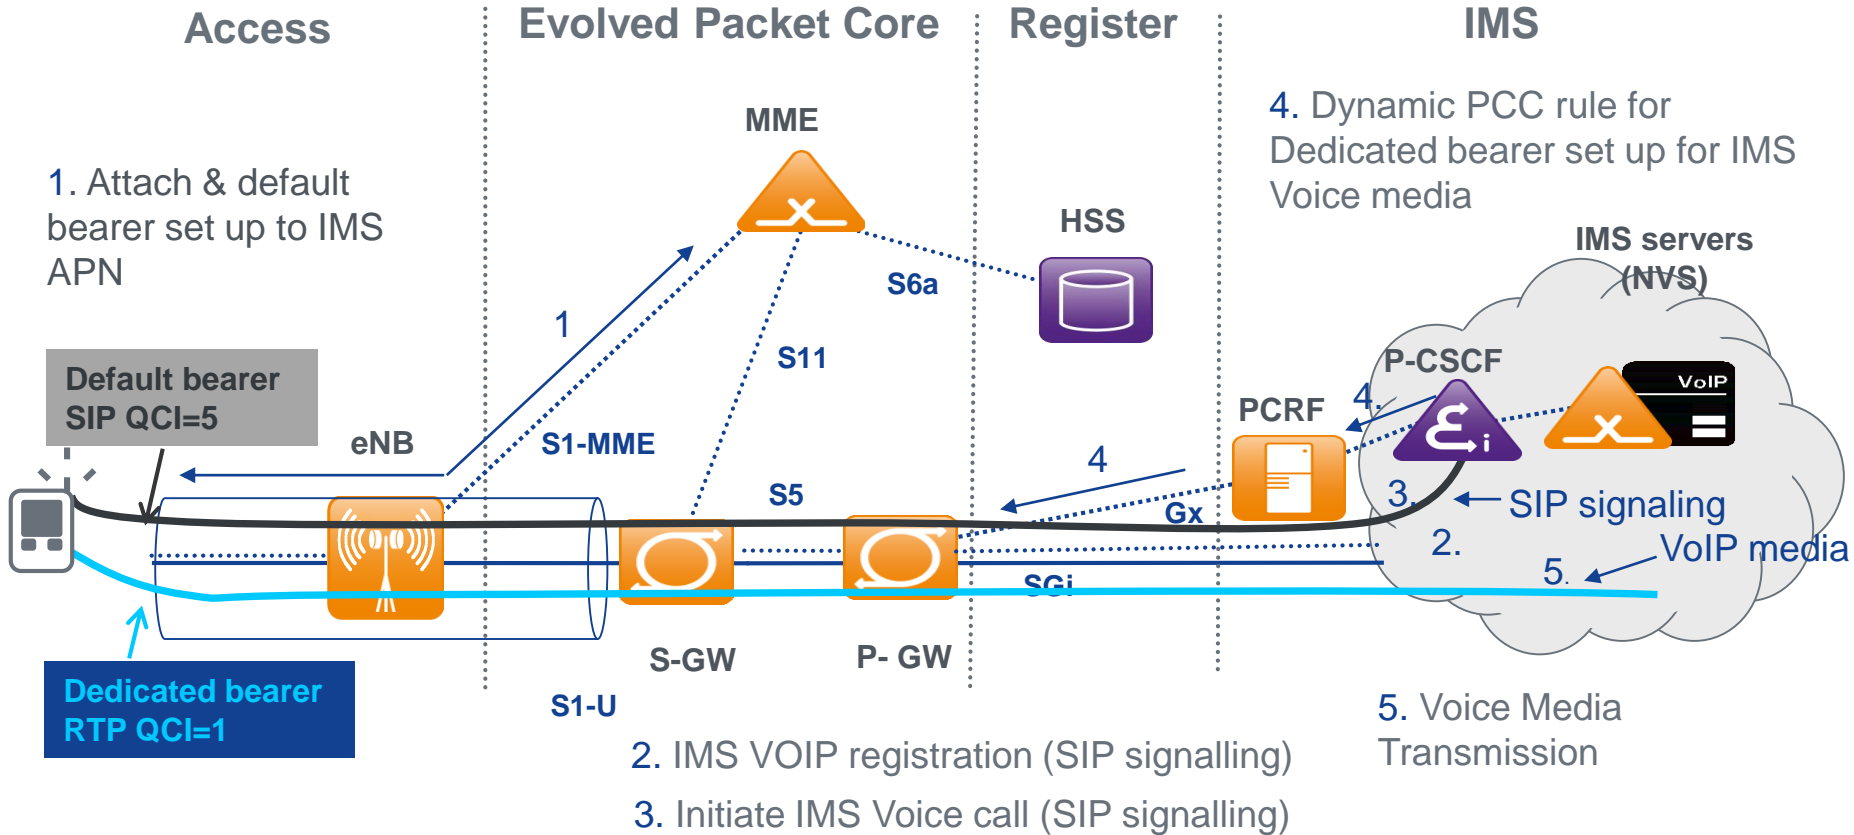 Access
Evolved Packet Core
Register
IMS
1. Attach & default
bearer set up to IMS
APN
MME
4. Dynamic PCC rule for
Dedicated bearer set up for IMS
Voice media
HSS
S6a
IMS servers
(NVS)
1
S11
Default bearer
SIP QCI=5
eNB
S1-MME
S5
4
PCRF
4.
P-CSCF
i
VoIP
Gx
3.
SIP signaling
2.
VoIP media
5.
SGi
S-GW
P- GW
S1-U
Dedicated bearer
RTP QCI=1
2. IMS VOIP registration (SIP signalling)
3. Initiate IMS Voice call (SIP signalling)
5. Voice Media
Transmission